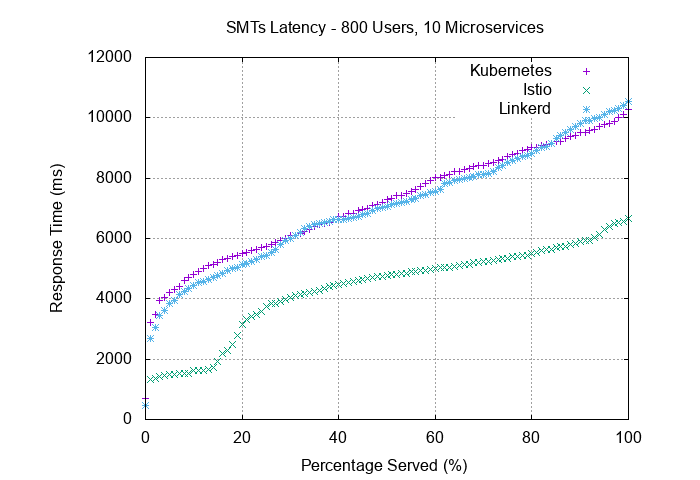 SMTs Latency - 800 Users, 10 Microservices
12000
10000
8000
6000
4000
2000
0
Response Time (ms)
Kubernetes
Istio
Linkerd
0 20 40 60 80 100
Percentage Served (%)